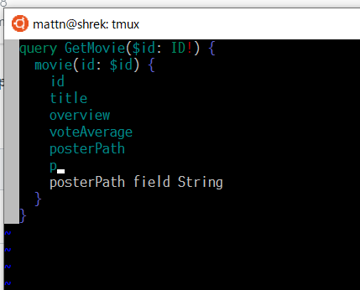 mattn@shrek: tmux
query GetMovie($id: ID!) {
movie(id: $id) {
id
title
overview
voteAverage
posterPath
p
posterPath field String
}
}
~
~
~
~